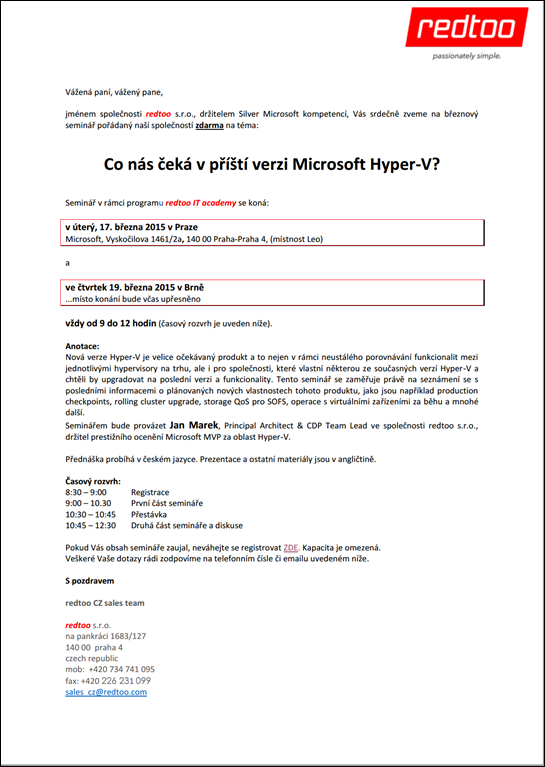 redtoo
passionately simple.
Vážená paní, vážený pane,
jménem společnosti redtoo s.r.o., držitelem Silver Microsoft kompetencí, Vás srdečně zveme na březnový
seminář pořádaný naší společností zdarma na téma:
Co nás čeká v příští verzi Microsoft Hyper-V?
Seminář v rámci programu redtoo IT academy se koná:
v úterý, 17. března 2015 v Praze
Microsoft, Vyskočilova 1461/2a, 140 00 Praha-Praha 4, (místnost Leo)
a
ve čtvrtek 19. března 2015 v Brně
...místo konání bude včas upřesněno
vždy od 9 do 12 hodin (časový rozvrh je uveden níže).
Anotace:
Nová verze Hyper-V je velice očekávaný produkt a to nejen v rámci neustálého porovnávání funkcionalit mezi
jednotlivými hypervisory na trhu, ale i pro společnosti, které vlastní některou ze současných verzí Hyper-V a
chtěli by upgradovat na poslední verzi a funkcionality. Tento seminář se zaměřuje právě na seznámení se s
posledními informacemi o plánovaných nových vlastnostech tohoto produktu, jako jsou například production
checkpoints, rolling cluster upgrade, storage QoS pro SOFS, operace s virtuálními zařízeními za běhu a mnohé
další.
Seminářem bude provázet Jan Marek, Principal Architect & CDP Team Lead ve společnosti redtoo s.r.o.,
držitel prestižního ocenění Microsoft MVP za oblast Hyper-V.
Přednáška probíhá v českém jazyce. Prezentace a ostatní materiály jsou v angličtině.
Časový rozvrh:
8:30 – 9:00 Registrace
9:00 – 10.30 První část semináře
10:30 – 10:45 Přestávka
10:45 – 12:30 Druhá část semináře a diskuse
Pokud Vás obsah semináře zaujal, neváhejte se registrovat ZDE. Kapacita je omezená.
Veškeré Vaše dotazy rádi zodpovíme na telefonním čísle či emailu uvedeném níže.
S pozdravem
redtoo CZ sales team
redtoo s.r.o.
na pankráci 1683/127
140 00 praha 4
czech republic
mob: +420 734 741 095
fax: +420 226 231 099
sales_cz@redtoo.com